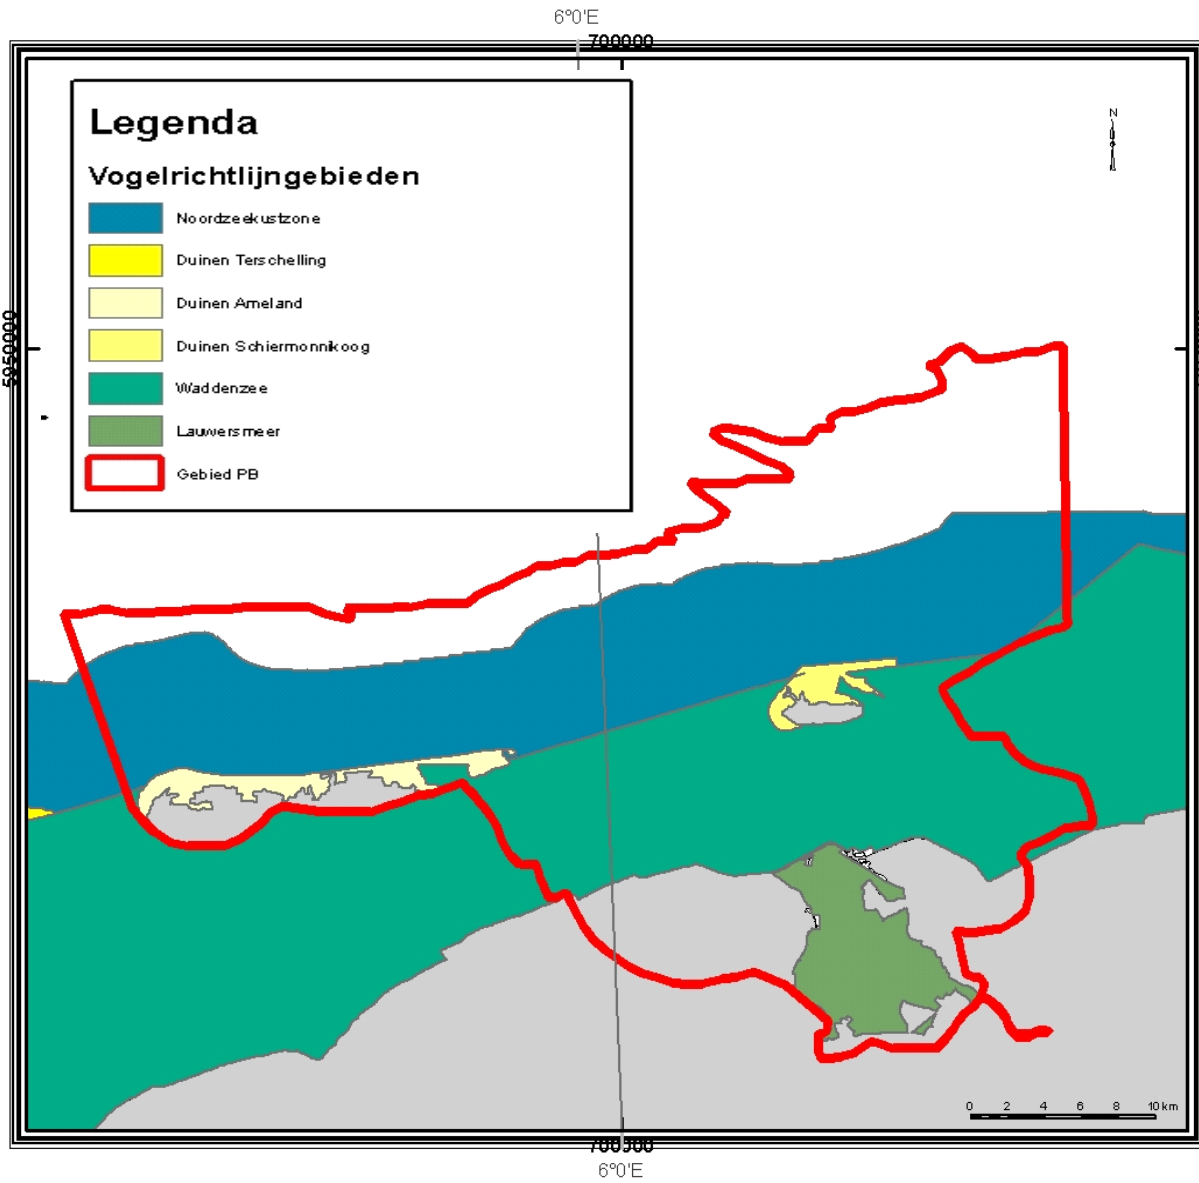 6°0'E
700000
Legenda
Vogelrichtlijngebieden
Noordzeekustzone
Duinen Terschelling
Duinen Ameland
Duinen Schiermonnikoog
Waddenzee
Lauwersmeer
Gebied PB
N
5950000
0 2 4 6 8 10 km
700000
6°0'E